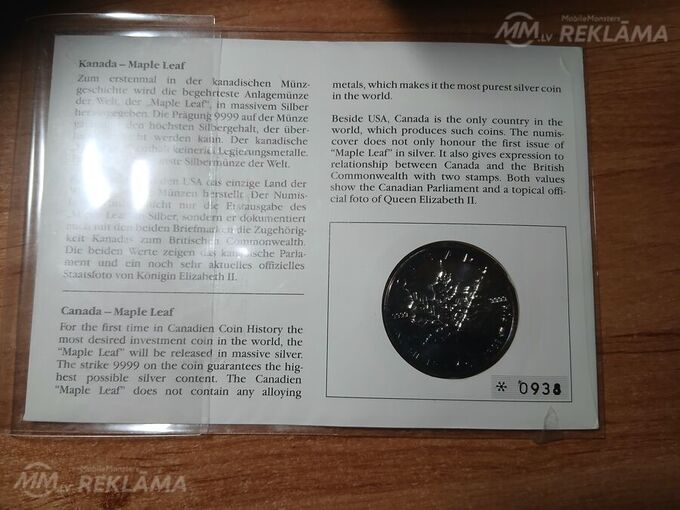 MobileMonsters
MM.LV REKLĀMA
Kanada – Maple Leaf
Zum erstenmal in der kanadischen Münz-
geschichte wird die begehrteste Anlagemünze
der Welt, der „Maple Leaf“, in massivem Silber
herausgegeben. Die Prägung 9999 auf der Münze
den höchsten Silbergehalt, der über-
werden kann. Der kanadische
enthält keinerlei Legierungsmetalle.
Silbermünze der Welt.
den USA das einzige Land der
Münzen herstellt. Der Numis-
nicht nur die Erstausgabe des
„Maple Leaf“ in Silber, sondern er dokumentiert
auch mit den beiden Briefmarken die Zugehörig-
keit Kanadas zum Britischen Commonwealth.
Die beiden Werte zeigen das kanadische Parla-
ment und ein noch sehr aktuelles offizielles
Staatsfoto von Königin Elizabeth II.
Canada – Maple Leaf
For the first time in Canadien Coin History the
most desired investment coin in the world, the
“Maple Leaf” will be released in massive silver.
The strike 9999 on the coin guarantees the hig-
hest possible silver content. The Canadien
“Maple Leaf” does not contain any alloying
metals, which makes it the most purest silver coin
in the world.
Beside USA, Canada is the only country in the
world, which produces such coins. The numis-
cover does not only honour the first issue of
“Maple Leaf” in silver. It also gives expression to
relationship between Canada and the British
Commonwealth with two stamps. Both values
show the Canadian Parliament and a topical offi-
cial foto of Queen Elizabeth II.
CANADA
9999 9999
* 0938
MobileMonsters
MM.LV REKLĀMA